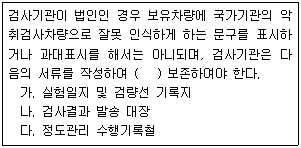 검사기관이 법인인 경우 보유차량에 국가기관의 악
취검사차량으로 잘못 인식하게 하는 문구를 표시하
거나 과대표시를 해서는 아니되며, 검사기관은 다
음의 서류를 작성하여 (   ) 보존하여야 한다.
가. 실험일지 및 검량선 기록지
나. 검사결과 발송 대장
다. 정도관리 수행기록철